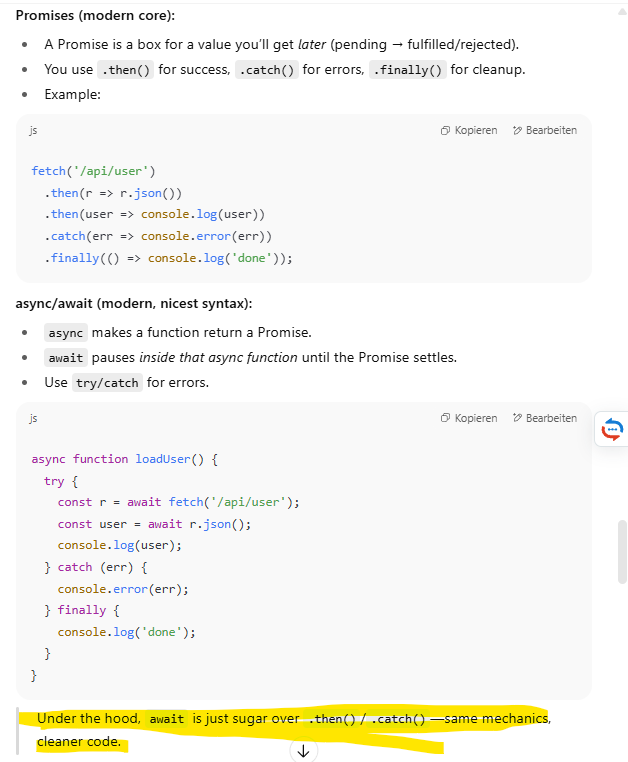 Promises (modern core):
A Promise is a box for a value you'll get later (pending → fulfilled/rejected).
You use .then() for success, .catch() for errors, .finally() for cleanup.
Example:
js
Kopieren
Bearbeiten
fetch('/api/user')
  .then(r => r.json())
  .then(user => console.log(user))
  .catch(err => console.error(err))
  .finally(() => console.log('done'));
async/await (modern, nicest syntax):
async makes a function return a Promise.
await pauses inside that async function until the Promise settles.
Use try/catch for errors.
js
Kopieren
Bearbeiten
async function loadUser() {
  try {
    const r = await fetch('/api/user');
    const user = await r.json();
    console.log(user);
  } catch (err) {
    console.error(err);
  } finally {
    console.log('done');
  }
}
Under the hood, await is just sugar over .then() / .catch() —same mechanics,
cleaner code.